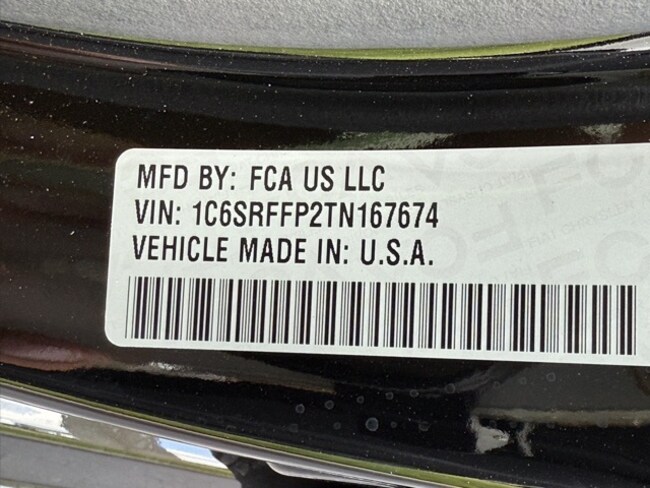 MFD BY: FCA US LLC
VIN: 1C6SRFFP2TN167674
VEHICLE MADE IN: U.S.A.